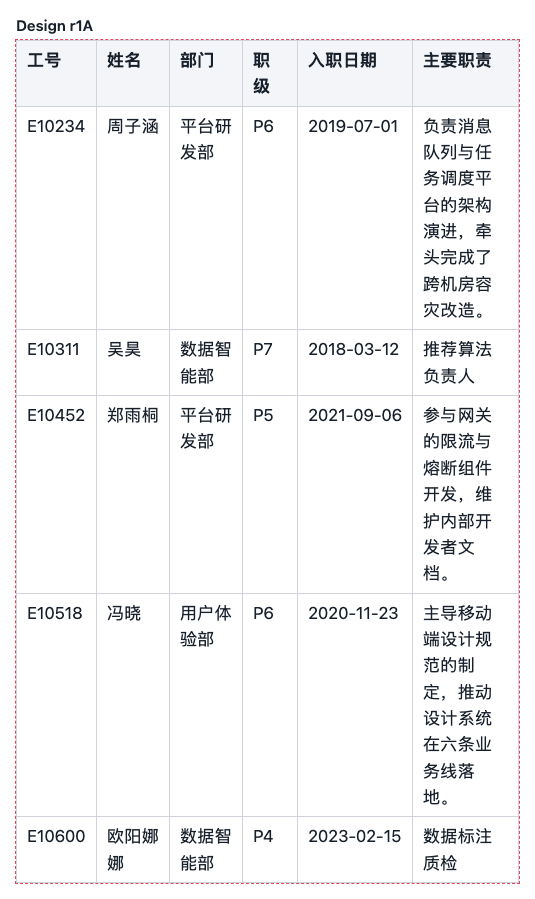 Design r1A
工号 姓名 部门 职级 入职日期 主要职责
E10234 周子涵 平台研发部 P6 2019-07-01 负责消息队列与任务调度平台的架构演进，牵头完成了跨机房容灾改造。
E10311 吴昊 数据智能部 P7 2018-03-12 推荐算法负责人
E10452 郑雨桐 平台研发部 P5 2021-09-06 参与网关的限流与熔断组件开发，维护内部开发者文档。
E10518 冯晓 用户体验部 P6 2020-11-23 主导移动端设计规范的制定，推动设计系统在六条业务线落地。
E10600 欧阳娜娜 数据智能部 P4 2023-02-15 数据标注质检